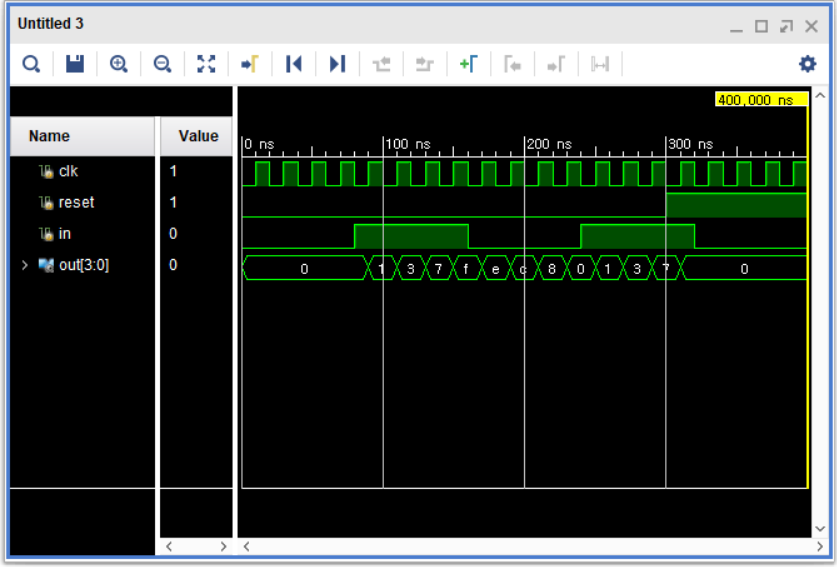 Untitled 3
400,000 ns
Name Value
0 ns 100 ns 200 ns 300 ns
clk 1
reset 1
in 0
out[3:0] 0 0 1 3 7 f e c 8 0 1 3 7 0